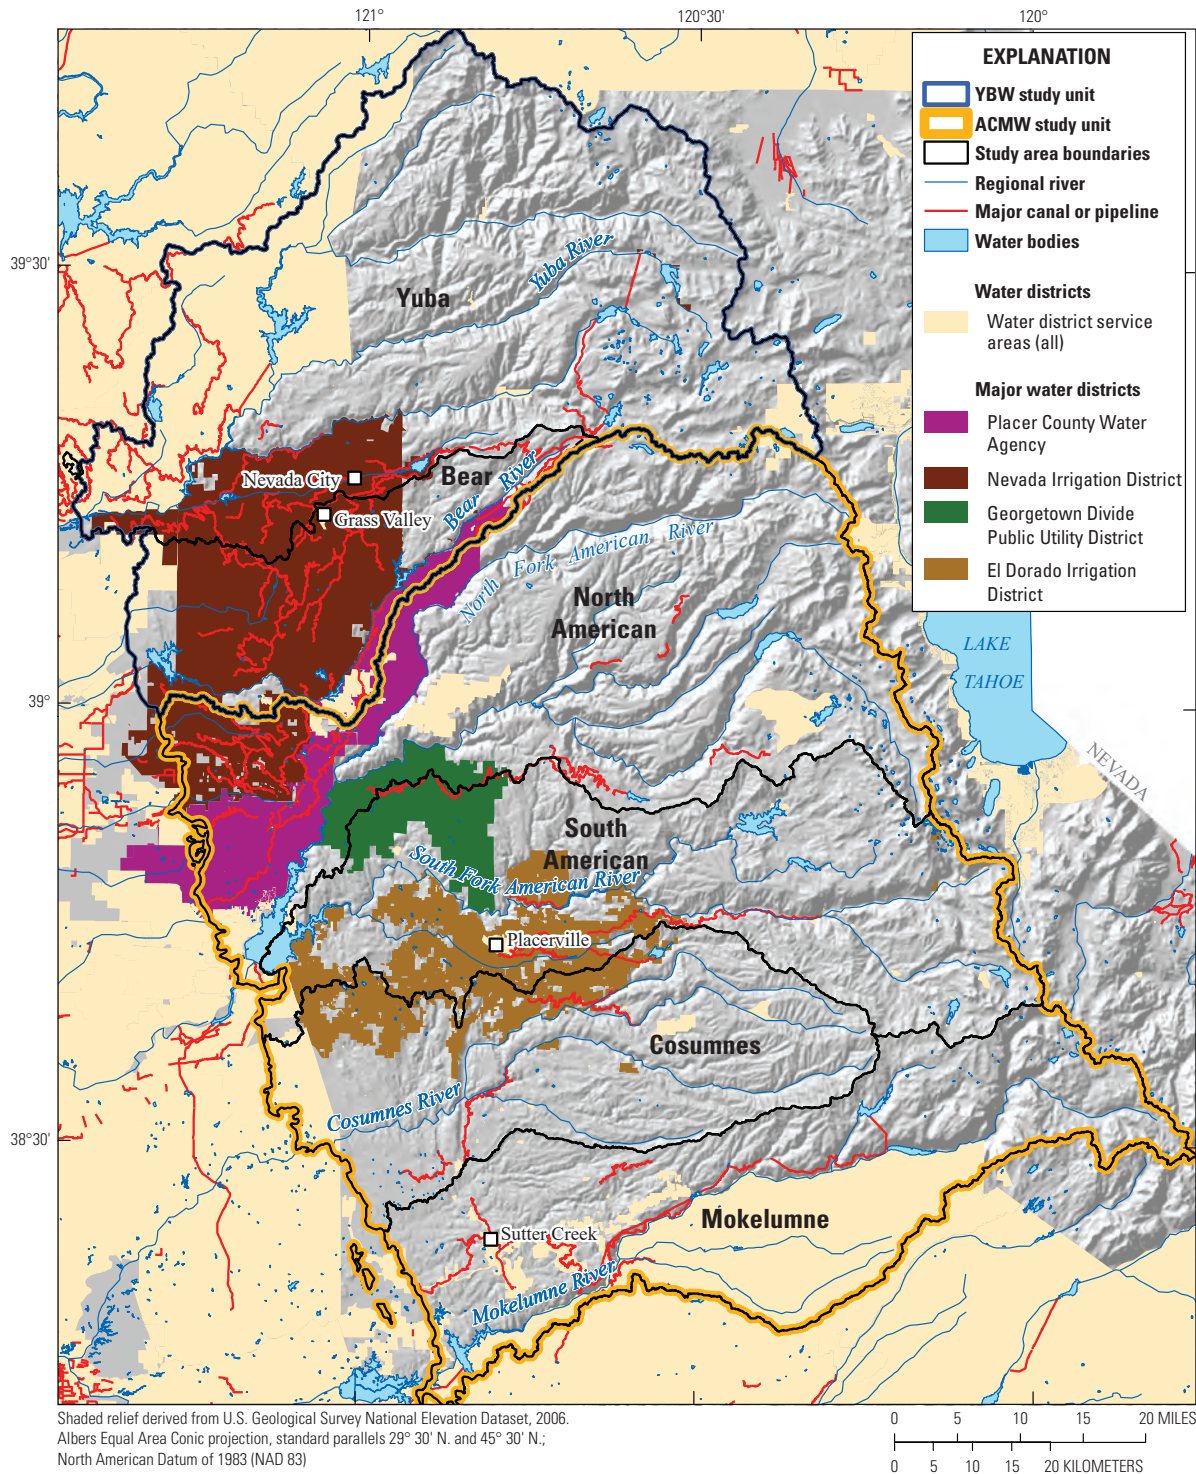 121°
120°30'
120°
39°30'
39°
38°30'
EXPLANATION
YBW study unit
ACMW study unit
Study area boundaries
Regional river
Major canal or pipeline
Water bodies
Water districts
Water district service
areas (all)
Major water districts
Placer County Water
Agency
Nevada Irrigation District
Georgetown Divide
Public Utility District
El Dorado Irrigation
District
Yuba River
Yuba
Nevada City
Bear
Bear River
Grass Valley
North Fork American River
North
American
LAKE
TAHOE
NEVADA
South
American
South Fork American River
Placerville
Cosumnes
Cosumnes River
Mokelumne
Sutter Creek
Mokelumne River
Shaded relief derived from U.S. Geological Survey National Elevation Dataset, 2006.
Albers Equal Area Conic projection, standard parallels 29° 30' N. and 45° 30' N.;
North American Datum of 1983 (NAD 83)
0 5 10 15 20 MILES
0 5 10 15 20 KILOMETERS